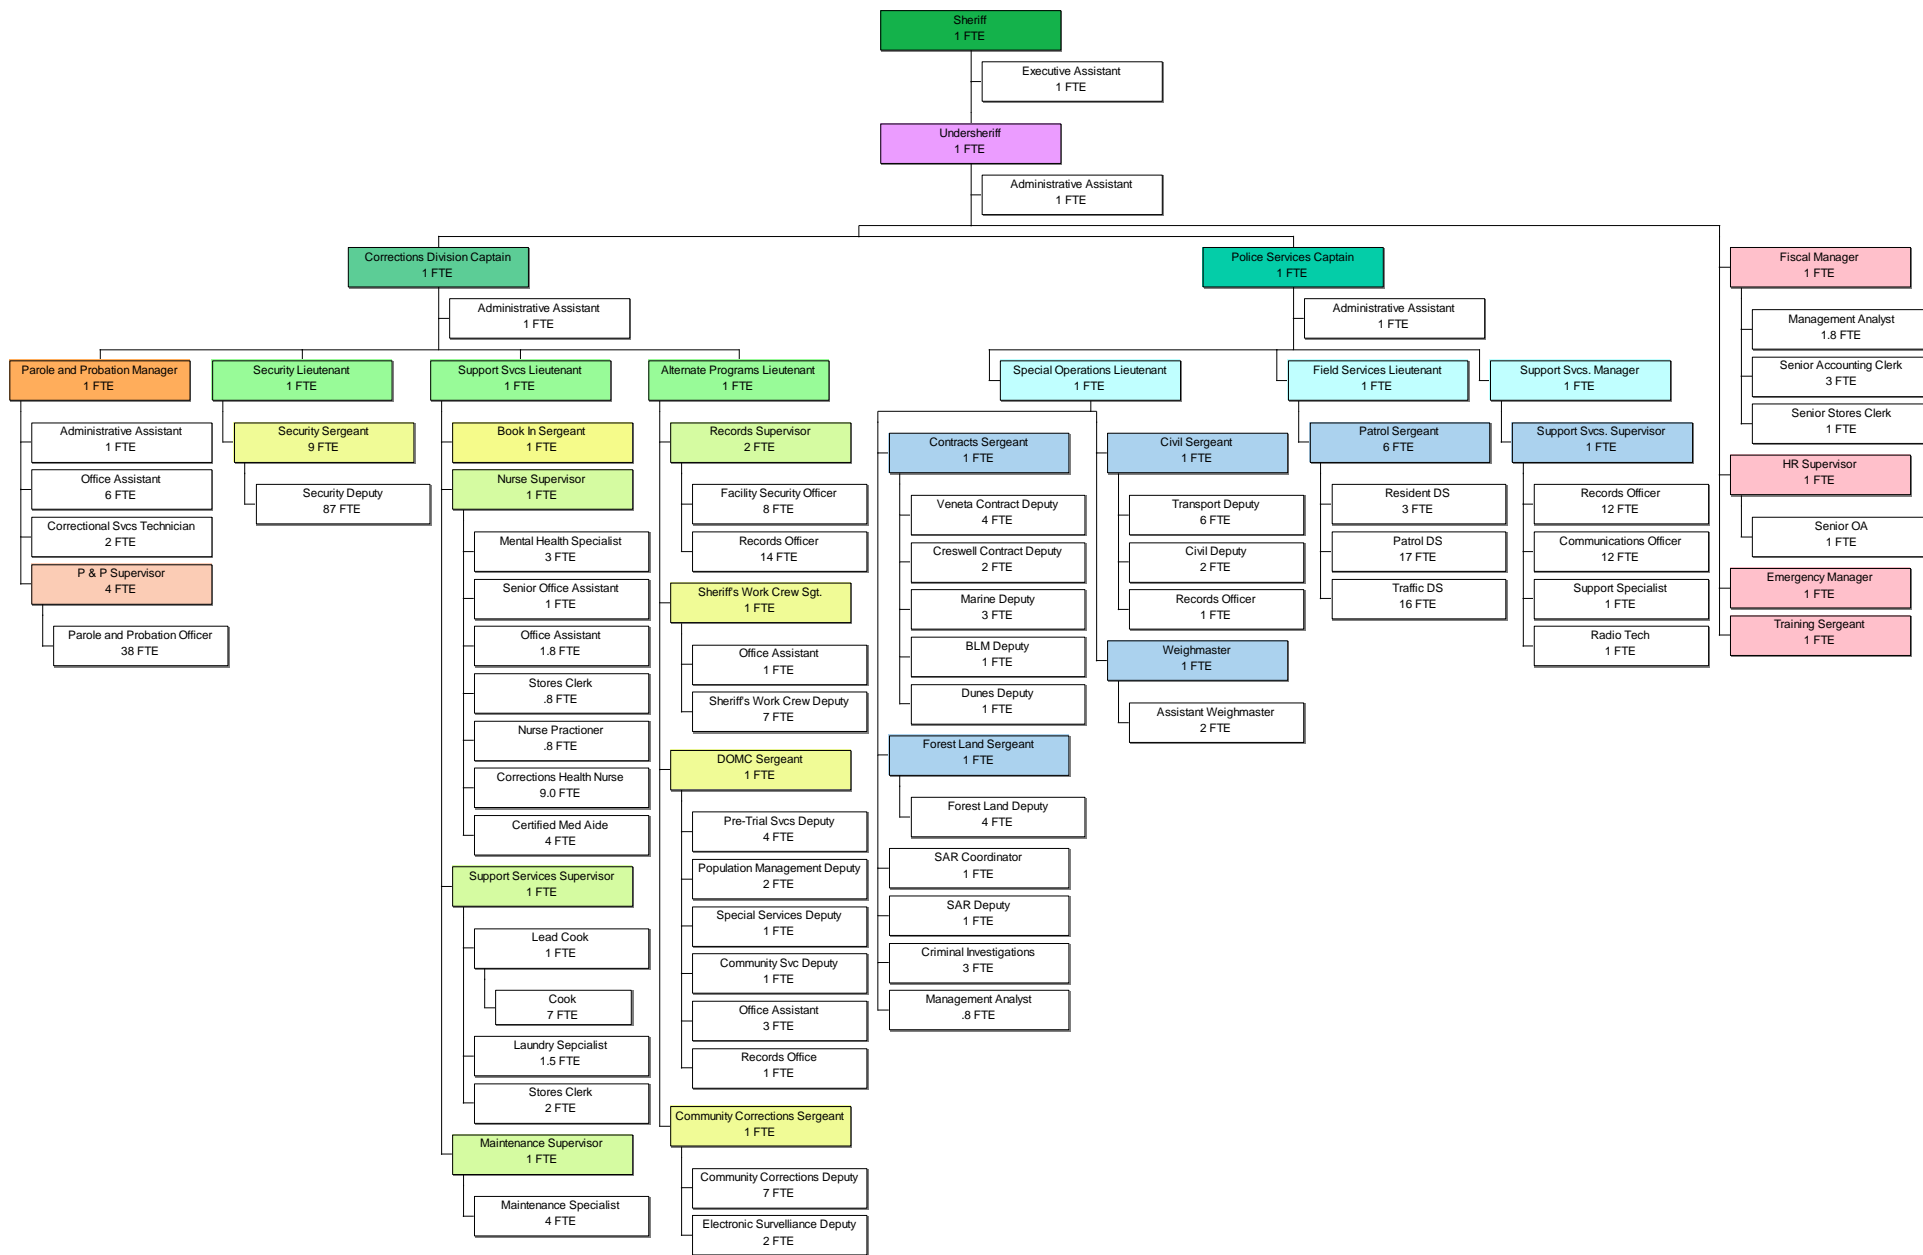 Sheriff
1 FTE
Executive Assistant
1 FTE
Undersheriff
1 FTE
Administrative Assistant
1 FTE
Corrections Division Captain
1 FTE
Administrative Assistant
1 FTE
Parole and Probation Manager
1 FTE
Administrative Assistant
1 FTE
Office Assistant
6 FTE
Correctional Svcs Technician
2 FTE
P & P Supervisor
4 FTE
Parole and Probation Officer
38 FTE
Security Lieutenant
1 FTE
Security Sergeant
9 FTE
Security Deputy
87 FTE
Support Svcs Lieutenant
1 FTE
Book In Sergeant
1 FTE
Nurse Supervisor
1 FTE
Mental Health Specialist
3 FTE
Senior Office Assistant
1 FTE
Office Assistant
1.8 FTE
Stores Clerk
.8 FTE
Nurse Practioner
.8 FTE
Corrections Health Nurse
9.0 FTE
Certified Med Aide
4 FTE
Support Services Supervisor
1 FTE
Lead Cook
1 FTE
Cook
7 FTE
Laundry Sepcialist
1.5 FTE
Stores Clerk
2 FTE
Maintenance Supervisor
1 FTE
Maintenance Specialist
4 FTE
Alternate Programs Lieutenant
1 FTE
Records Supervisor
2 FTE
Facility Security Officer
8 FTE
Records Officer
14 FTE
Sheriff's Work Crew Sgt.
1 FTE
Office Assistant
1 FTE
Sheriff's Work Crew Deputy
7 FTE
DOMC Sergeant
1 FTE
Pre-Trial Svcs Deputy
4 FTE
Population Management Deputy
2 FTE
Special Services Deputy
1 FTE
Community Svc Deputy
1 FTE
Office Assistant
3 FTE
Records Office
1 FTE
Community Corrections Sergeant
1 FTE
Community Corrections Deputy
7 FTE
Electronic Survelliance Deputy
2 FTE
Police Services Captain
1 FTE
Administrative Assistant
1 FTE
Special Operations Lieutenant
1 FTE
Contracts Sergeant
1 FTE
Veneta Contract Deputy
4 FTE
Creswell Contract Deputy
2 FTE
Marine Deputy
3 FTE
BLM Deputy
1 FTE
Dunes Deputy
1 FTE
Forest Land Sergeant
1 FTE
Forest Land Deputy
4 FTE
SAR Coordinator
1 FTE
SAR Deputy
1 FTE
Criminal Investigations
3 FTE
Management Analyst
.8 FTE
Civil Sergeant
1 FTE
Transport Deputy
6 FTE
Civil Deputy
2 FTE
Records Officer
1 FTE
Weighmaster
1 FTE
Assistant Weighmaster
2 FTE
Field Services Lieutenant
1 FTE
Patrol Sergeant
6 FTE
Resident DS
3 FTE
Patrol DS
17 FTE
Traffic DS
16 FTE
Support Svcs. Manager
1 FTE
Support Svcs. Supervisor
1 FTE
Records Officer
12 FTE
Communications Officer
12 FTE
Support Specialist
1 FTE
Radio Tech
1 FTE
Fiscal Manager
1 FTE
Management Analyst
1.8 FTE
Senior Accounting Clerk
3 FTE
Senior Stores Clerk
1 FTE
HR Supervisor
1 FTE
Senior OA
1 FTE
Emergency Manager
1 FTE
Training Sergeant
1 FTE